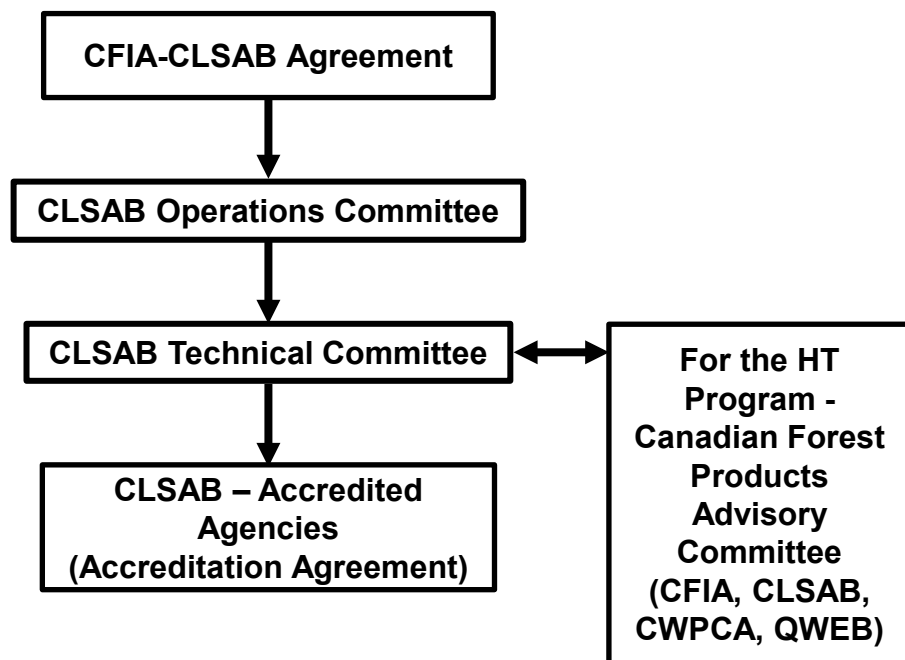 CFIA-CLSAB Agreement
CLSAB Operations Committee
CLSAB Technical Committee
CLSAB – Accredited
Agencies
(Accreditation Agreement)
For the HT
Program -
Canadian Forest
Products
Advisory
Committee
(CFIA, CLSAB,
CWPCA, QWEB)